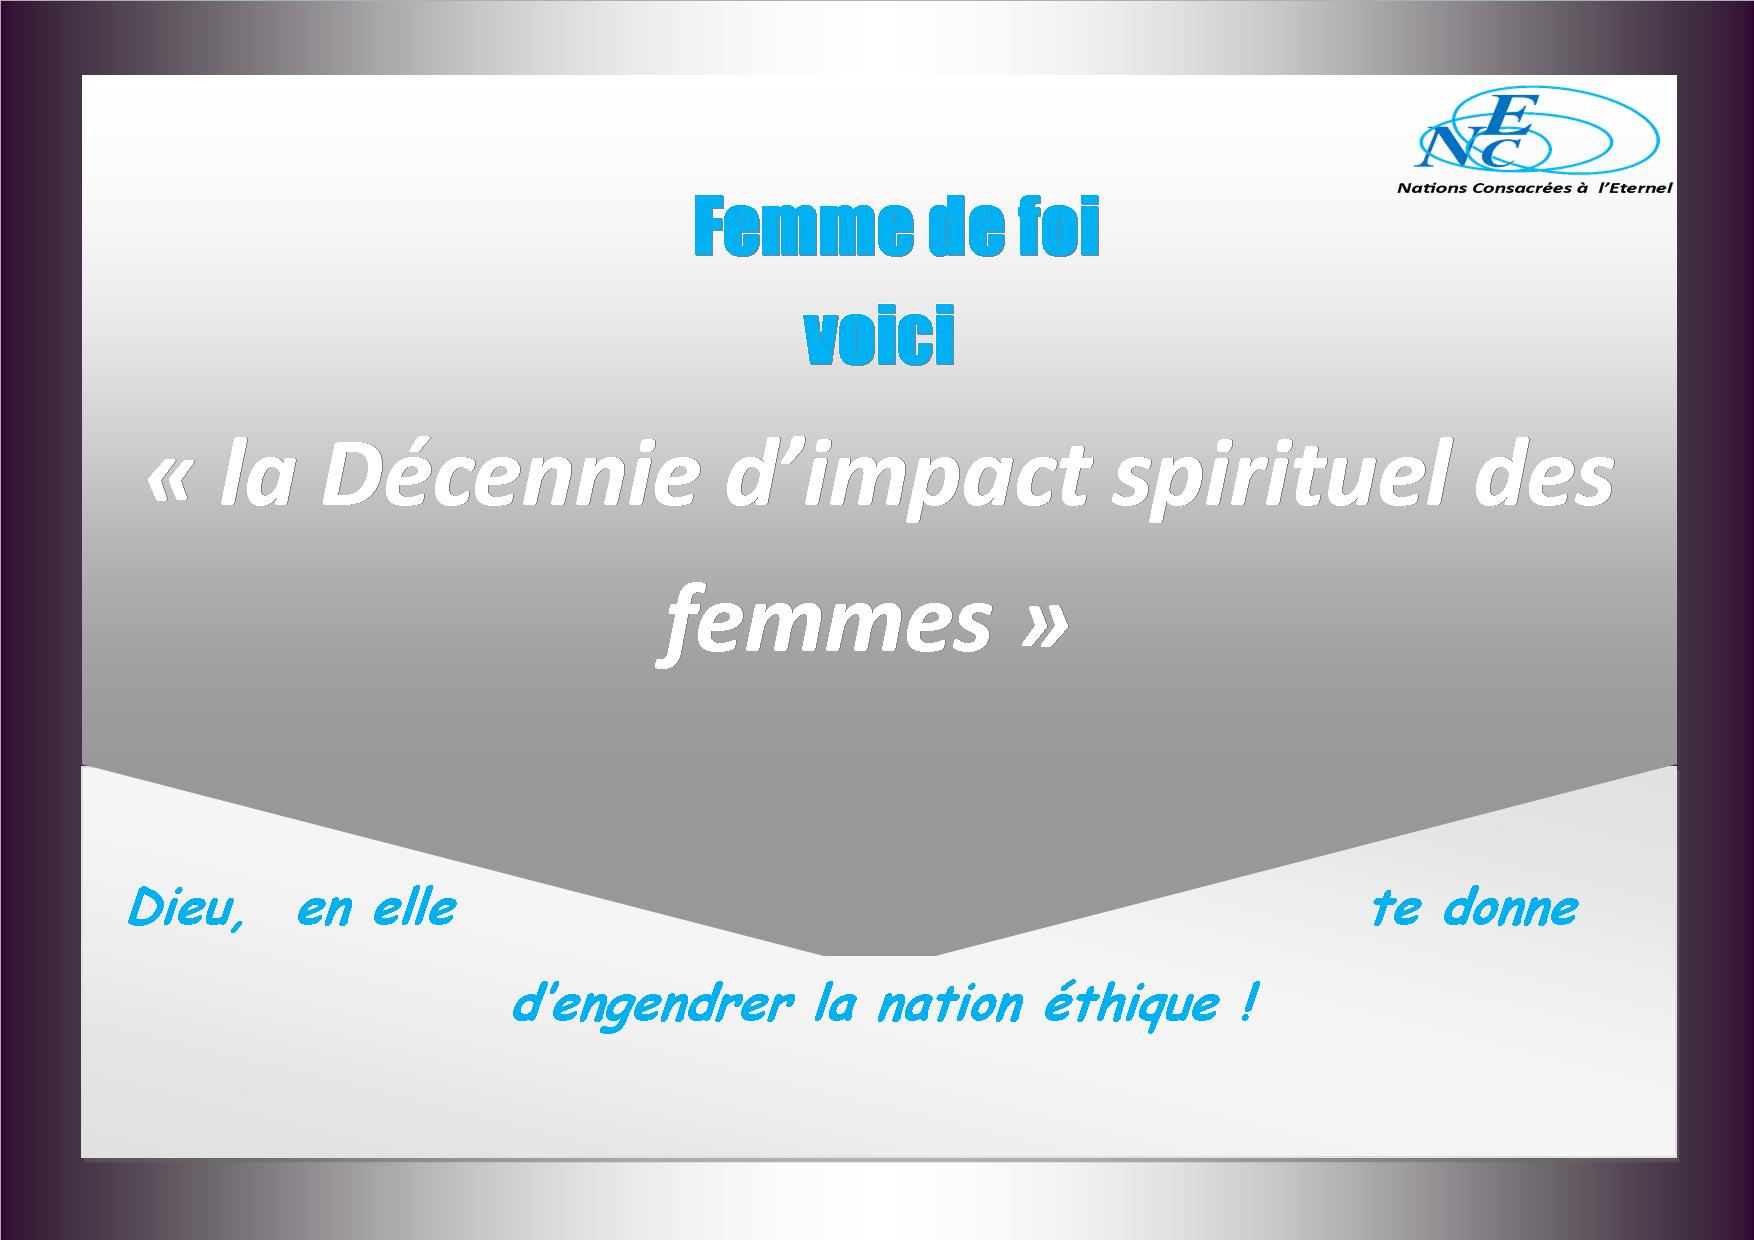 NEC
Nations Consacrées à l’Eternel
Femme de foi
voici
« la Décennie d’impact spirituel des
femmes »
Dieu, en elle te donne
d’engendrer la nation éthique !